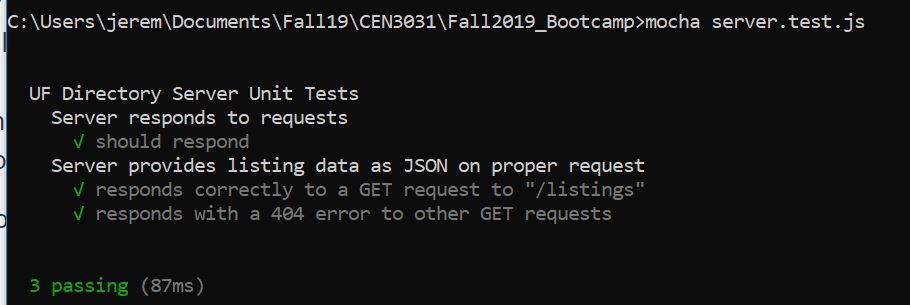 C:\Users\jerem\Documents\Fall19\CEN3031\Fall2019_Bootcamp>mocha server.test.js
UF Directory Server Unit Tests
Server responds to requests
√ should respond
Server provides listing data as JSON on proper request
√ responds correctly to a GET request to "/listings"
√ responds with a 404 error to other GET requests
3 passing (87ms)